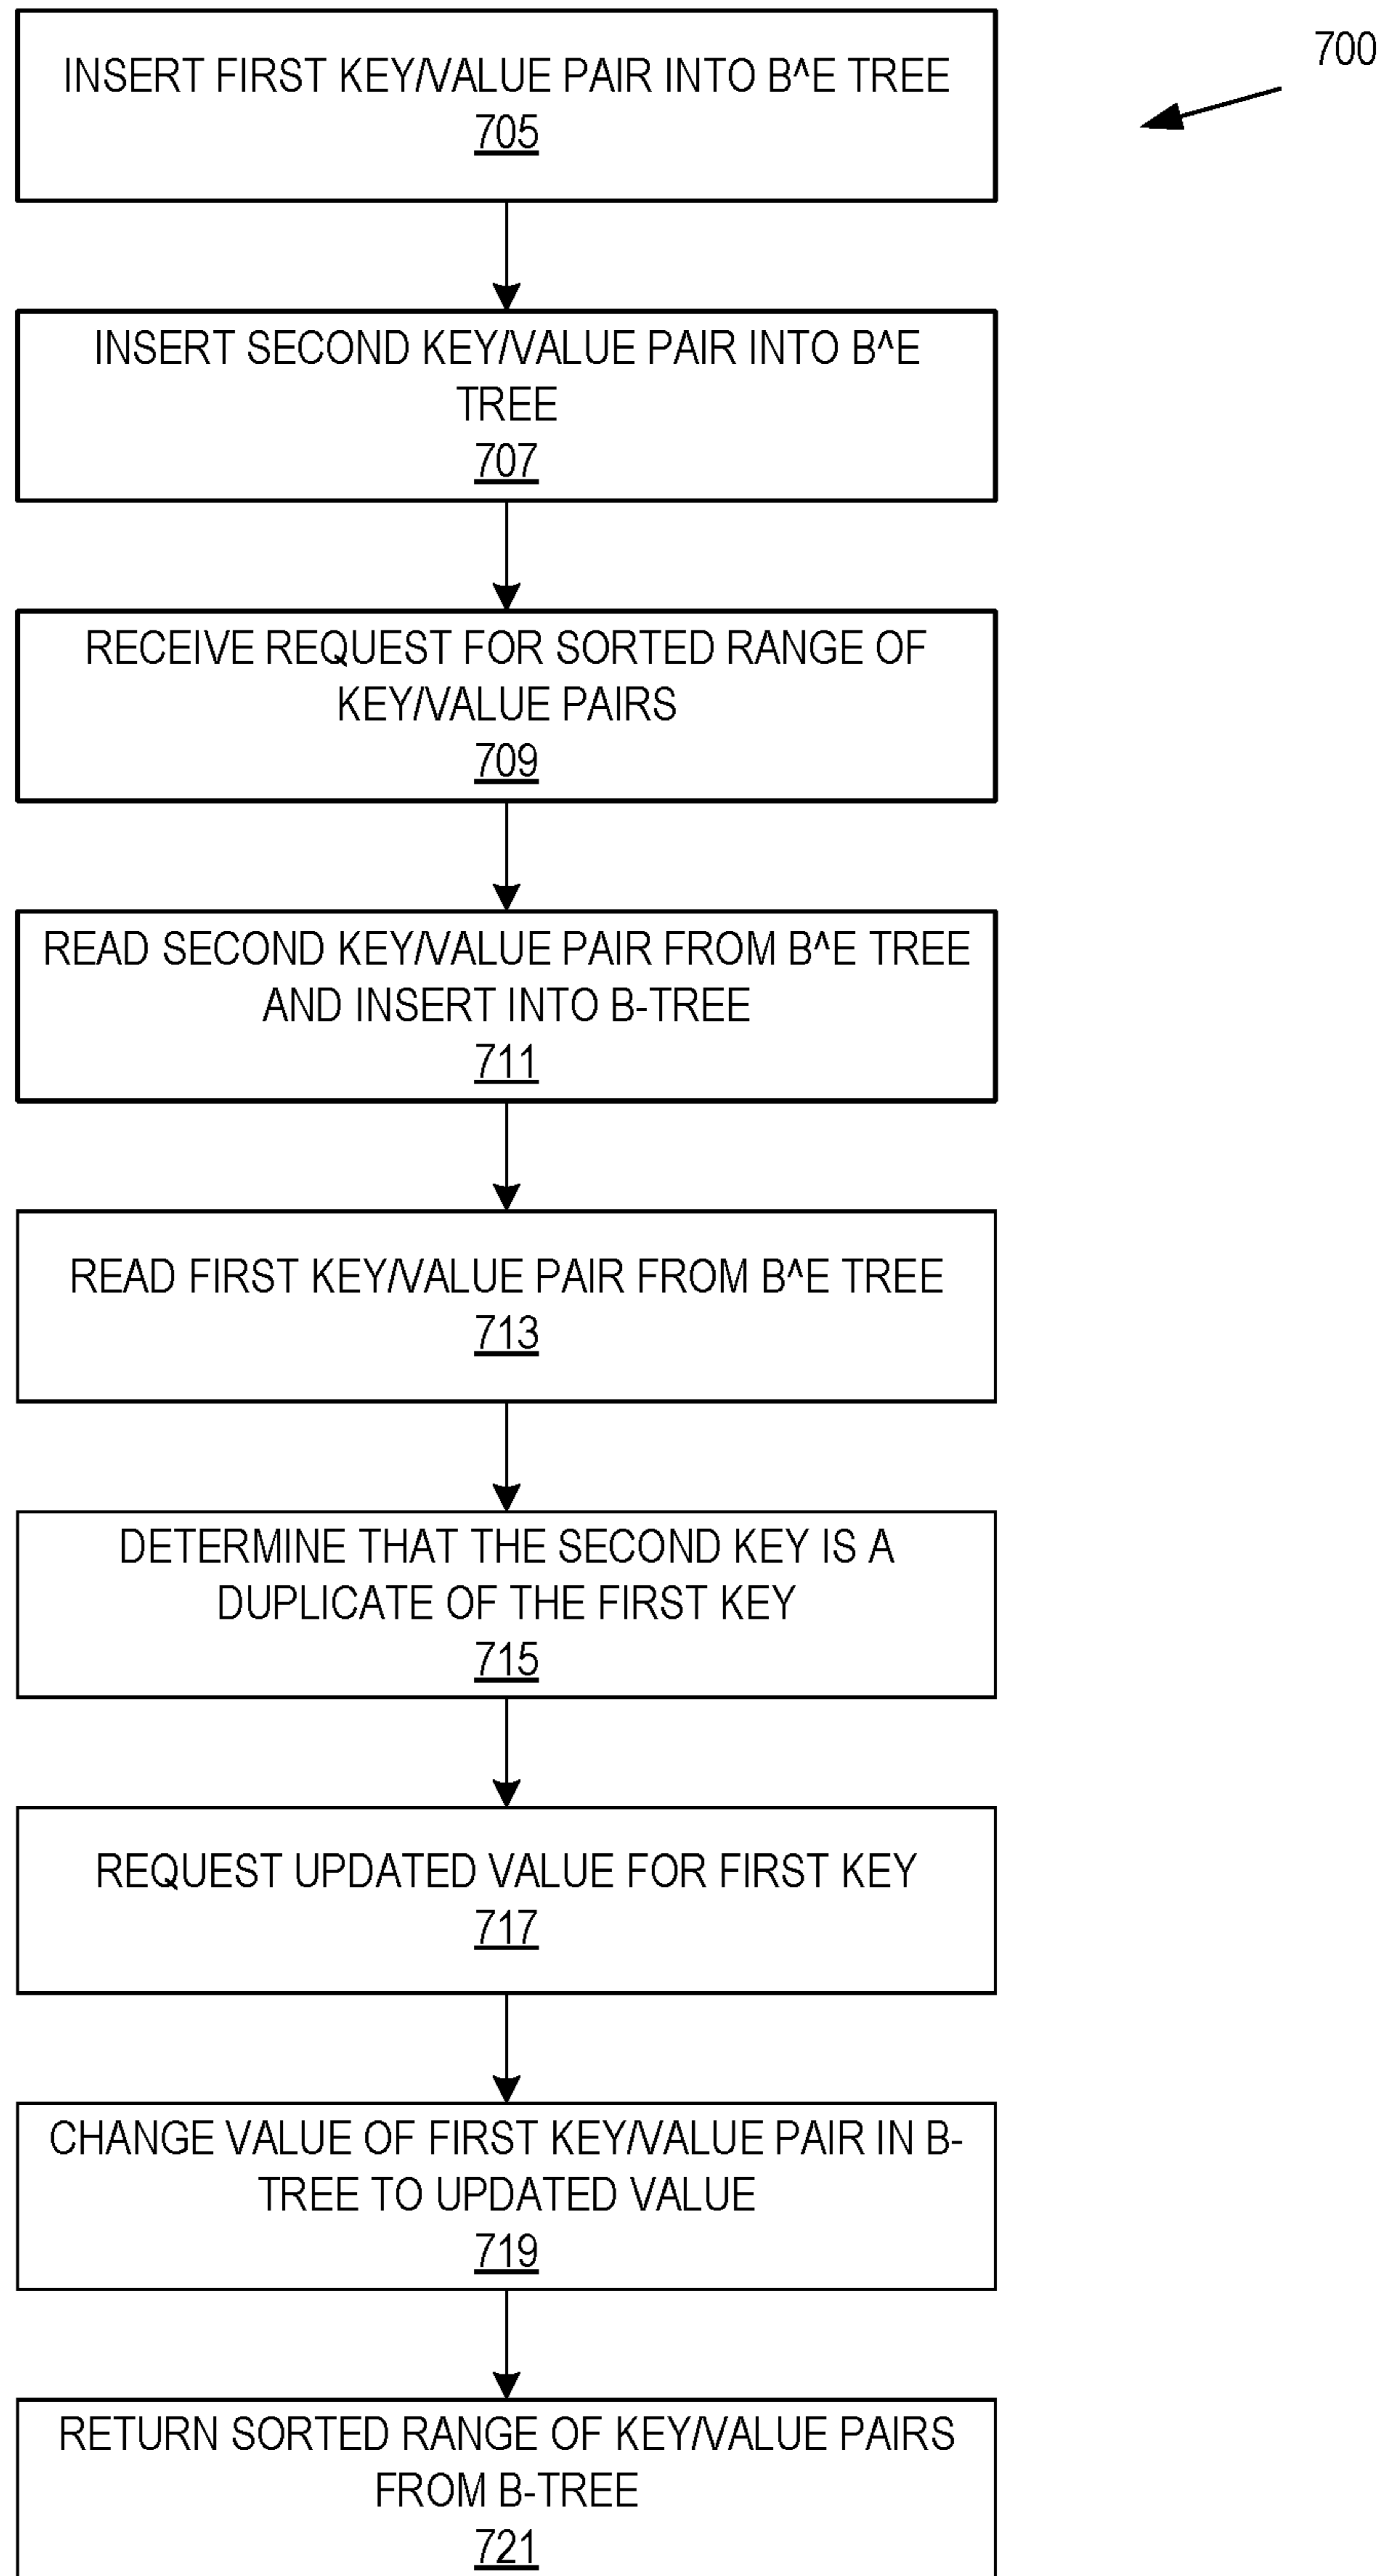 700
INSERT FIRST KEY/VALUE PAIR INTO B^E TREE
705
INSERT SECOND KEY/VALUE PAIR INTO B^E
TREE
707
RECEIVE REQUEST FOR SORTED RANGE OF
KEY/VALUE PAIRS
709
READ SECOND KEY/VALUE PAIR FROM B^E TREE
AND INSERT INTO B-TREE
711
READ FIRST KEY/VALUE PAIR FROM B^E TREE
713
DETERMINE THAT THE SECOND KEY IS A
DUPLICATE OF THE FIRST KEY
715
REQUEST UPDATED VALUE FOR FIRST KEY
717
CHANGE VALUE OF FIRST KEY/VALUE PAIR IN B-
TREE TO UPDATED VALUE
719
RETURN SORTED RANGE OF KEY/VALUE PAIRS
FROM B-TREE
721